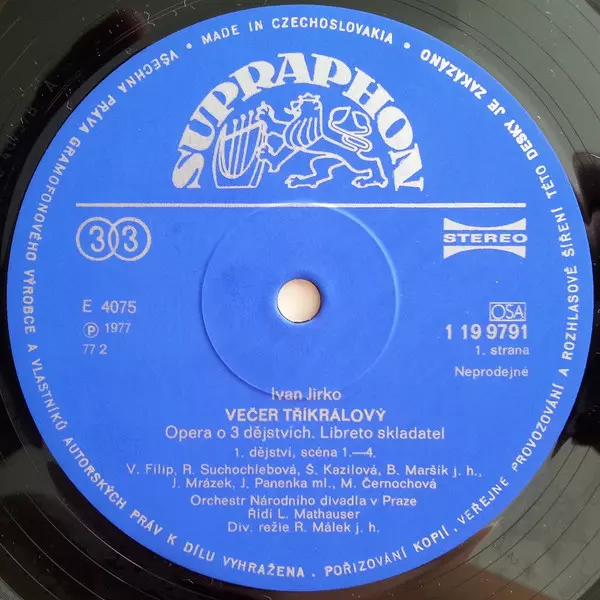 VŠECHNA PRÁVA GRAMOFONOVÉHO VÝROBCE A VLASTNÍKŮ AUTORSKÝCH PRÁV K DÍLU VYHRAŽENA . POŘIZOVÁNÍ KOPIÍ, VEŘEJNÉ PROVOZOVÁNÍ A ROZHLASOVÉ ŠÍŘENÍ TÉTO DESKY JE ZAKÁZÁNO
• MADE IN CZECHOSLOVAKIA •
SUPRAPHON
33
STEREO
E 4075
Ⓟ 1977
77 2
OSA
1 19 9791
1. strana
Neprodejné
Ivan Jirko
VEČER TŘÍKRALOVÝ
Opera o 3 dějstvích. Libreto skladatel
1. dějství, scéna 1.—4.
V. Filip, R. Suchochlebová, Š. Kazilová, B. Maršík j. h.,
J. Mrázek, J. Panenka ml., M. Černochová
Orchestr Národního divadla v Praze
Řídí L. Mathauser
Div. režie R. Málek j. h.